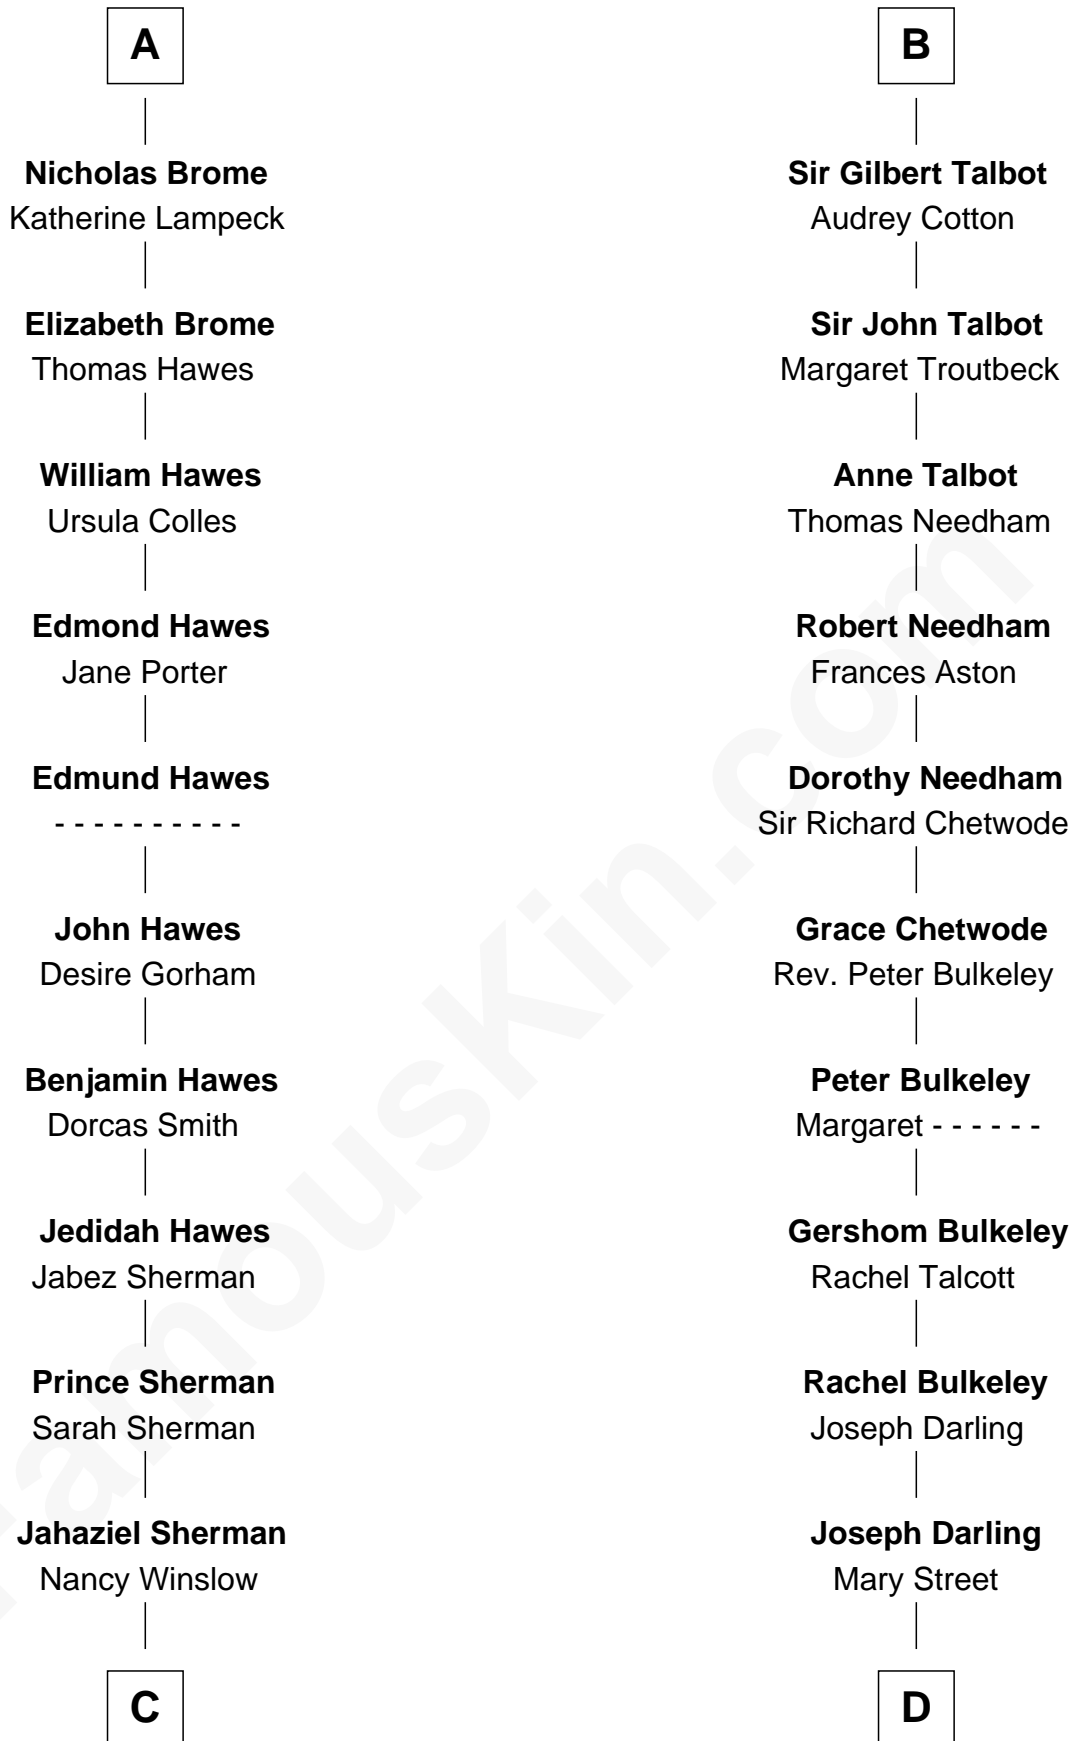 A
Nicholas Brome
Katherine Lampeck
Elizabeth Brome
Thomas Hawes
William Hawes
Ursula Colles
Edmond Hawes
Jane Porter
Edmund Hawes
- - - - - - - - - -
John Hawes
Desire Gorham
Benjamin Hawes
Dorcas Smith
Jedidah Hawes
Jabez Sherman
Prince Sherman
Sarah Sherman
Jahaziel Sherman
Nancy Winslow
C
B
Sir Gilbert Talbot
Audrey Cotton
Sir John Talbot
Margaret Troutbeck
Anne Talbot
Thomas Needham
Robert Needham
Frances Aston
Dorothy Needham
Sir Richard Chetwode
Grace Chetwode
Rev. Peter Bulkeley
Peter Bulkeley
Margaret - - - - - -
Gershom Bulkeley
Rachel Talcott
Rachel Bulkeley
Joseph Darling
Joseph Darling
Mary Street
D
FamousKin.com